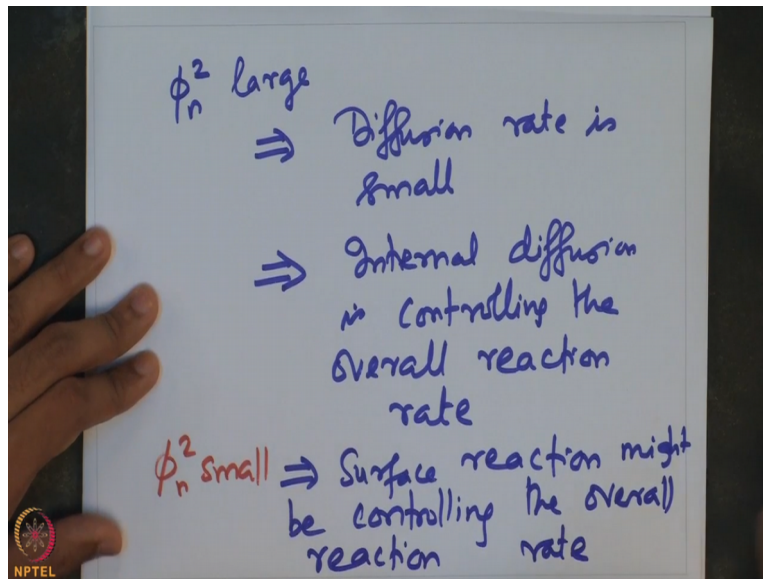 ϕn² large
⇒ Diffusion rate is
small
⇒ Internal diffusion
is controlling the
overall reaction
rate
ϕn² small ⇒ Surface reaction might
be controlling the overall
reaction rate
NPTEL